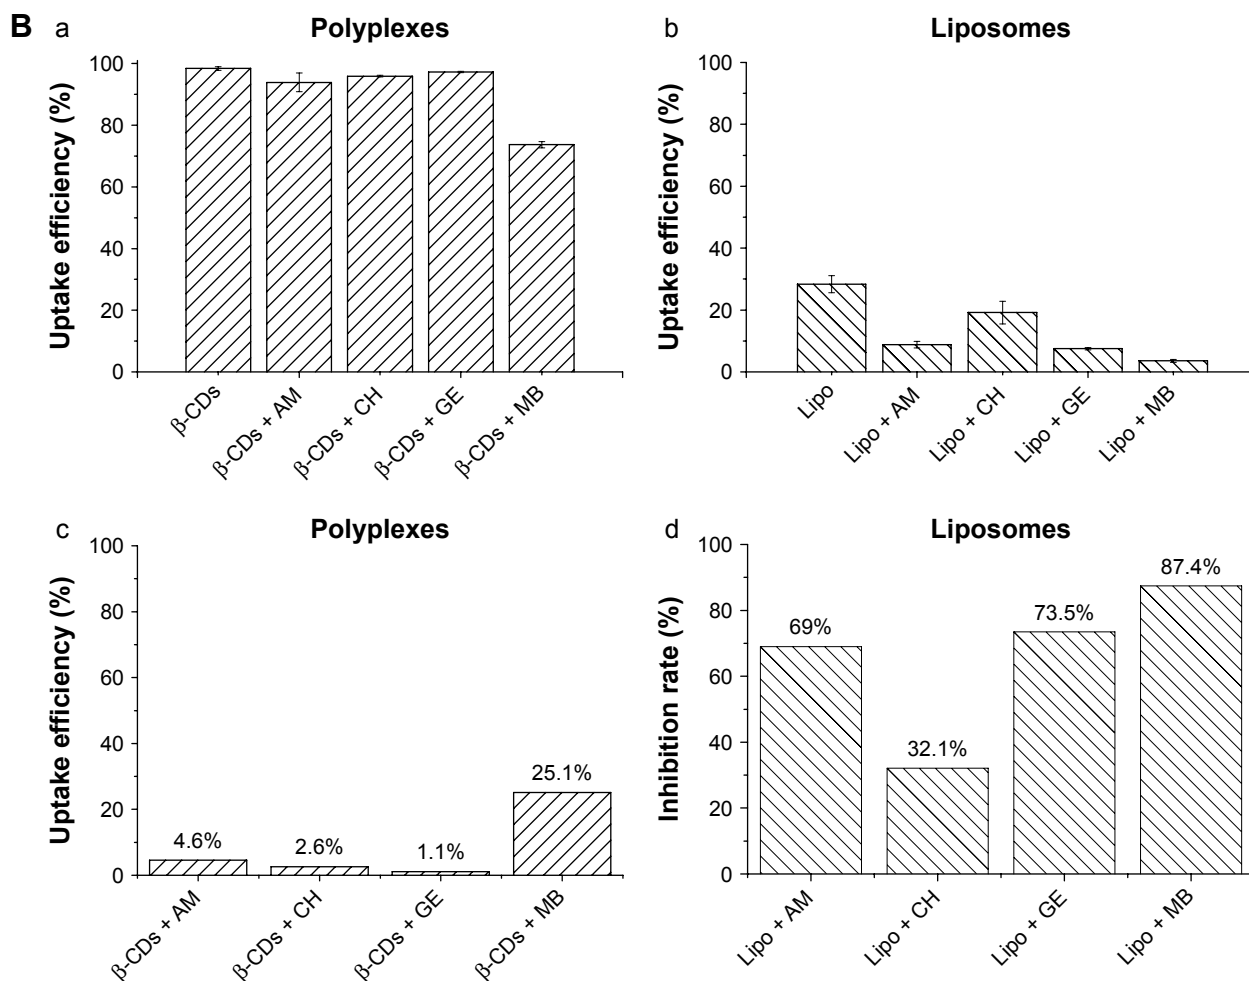 B a Polyplexes
Uptake efficiency (%)
100
80
60
40
20
0
β-CDs
β-CDs + AM
β-CDs + CH
β-CDs + GE
β-CDs + MB
b Liposomes
Uptake efficiency (%)
100
80
60
40
20
0
Lipo
Lipo + AM
Lipo + CH
Lipo + GE
Lipo + MB
c Polyplexes
Uptake efficiency (%)
100
80
60
40
20
0
4.6%
2.6%
1.1%
25.1%
β-CDs + AM
β-CDs + CH
β-CDs + GE
β-CDs + MB
d Liposomes
Inhibition rate (%)
100
80
60
40
20
0
69%
32.1%
73.5%
87.4%
Lipo + AM
Lipo + CH
Lipo + GE
Lipo + MB